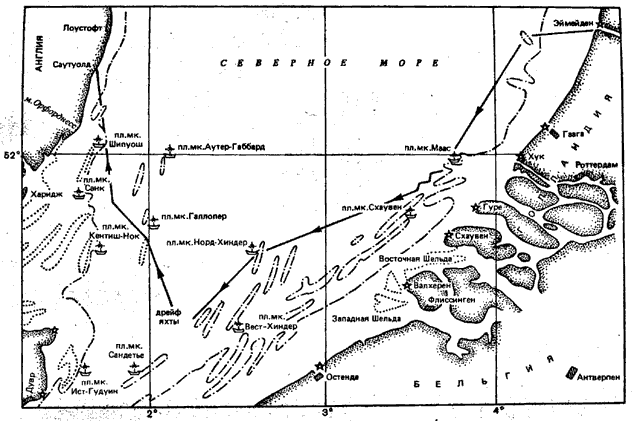 АНГЛИЯ
Лоустофт
Саутуолд
м. Орфорднесс
СЕВЕРНОЕ МОРЕ
Эймейден
Гаага
Хук
Роттердам
52°
пл.мк.
Шипуош
пл.мк.Аутер-Габбард
пл.мк.Маас
пл.мк.
Санк
Харидж
пл.мк.Галлопер
пл.мк.Схаувен
Гуре
Схаувен
пл.мк.
Кентиш-Нок
пл.мк.Норд-Хиндер
Восточная Шельда
Валхерен
Флиссинген
Западная Шельда
дрейф
яхты
пл.мк.
Вест-Хиндер
пл.мк.
Сандетье
пл.мк.
Ист-Гудуин
Дувр
Остенде
БЕЛЬГИЯ
Антверпен
2°
3°
4°